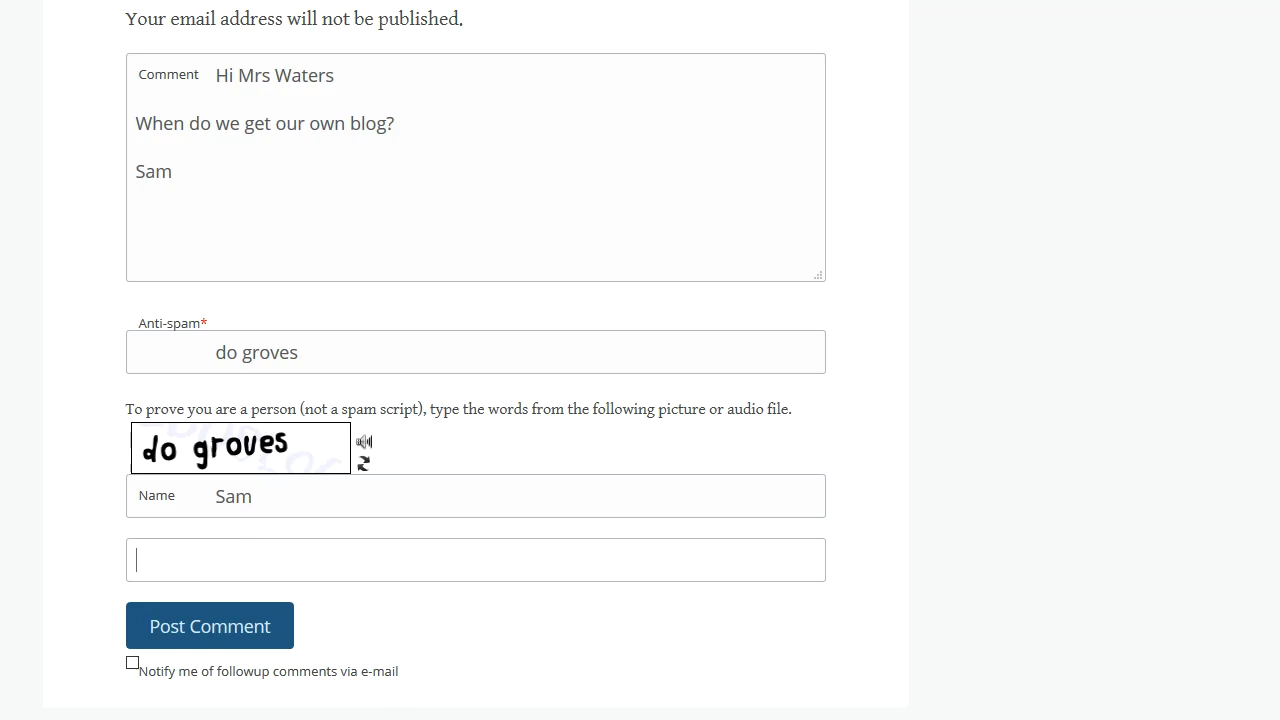 Your email address will not be published.
Comment Hi Mrs Waters
When do we get our own blog?
Sam
Anti-spam*
do groves
To prove you are a person (not a spam script), type the words from the following picture or audio file.
do groves
Name Sam
Post Comment
Notify me of followup comments via e-mail